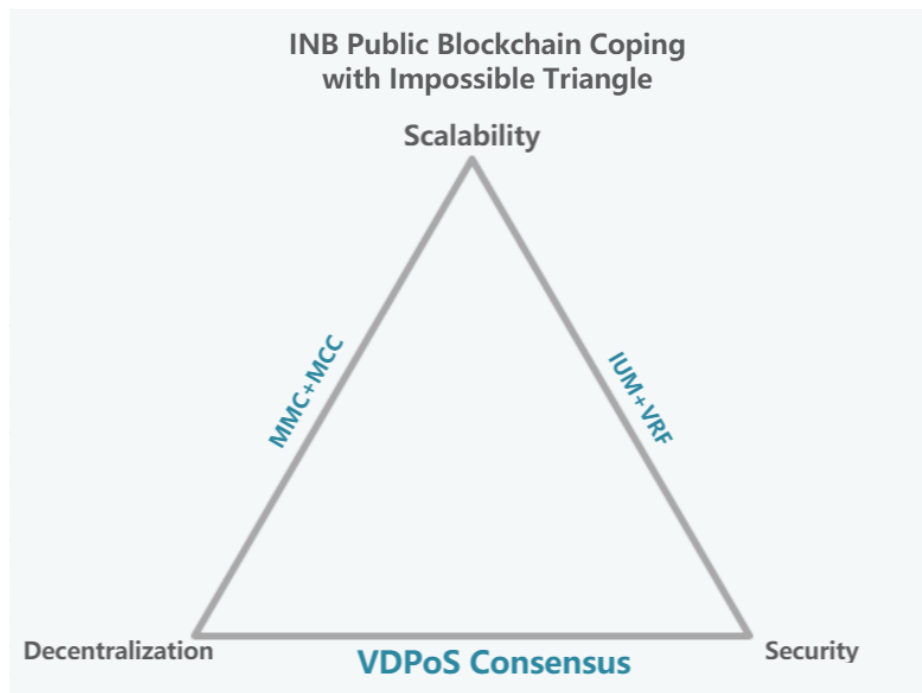 INB Public Blockchain Coping
with Impossible Triangle
Scalability
MMC+MCC
IUM+VRF
Decentralization
VDPoS Consensus
Security